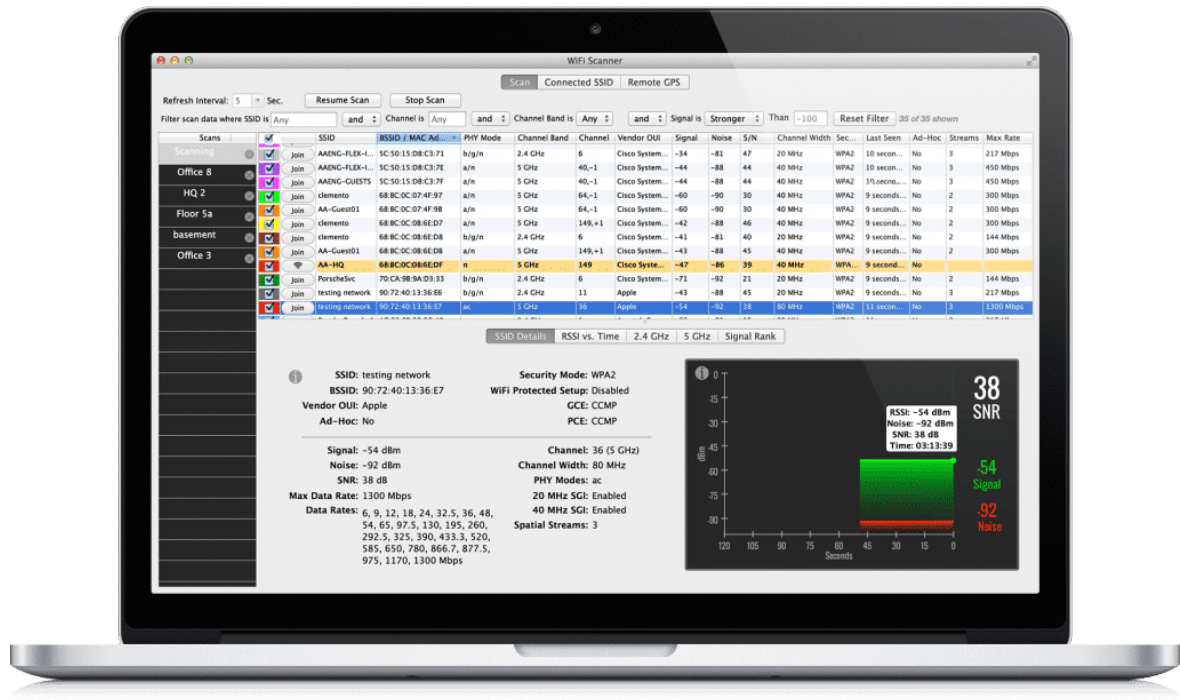 WiFi Scanner
Scan Connected SSID Remote GPS
Refresh Interval: 5 Sec. Resume Scan Stop Scan
Filter scan data where SSID is Any and Channel is Any and Channel Band is Any and Signal is Stronger Than -100 Reset Filter 35 of 35 shown
Scans SSID BSSID / MAC Ad... PHY Mode Channel Band Channel Vendor OUI Signal Noise S/N Channel Width Sec... Last Seen Ad-Hoc Streams Max Rate
Scanning
Office 8
HQ 2
Floor 5a
basement
Office 3
Join AAENG-FLEX-I... 5C:50:15:D8:C3:71 b/g/n 2.4 GHz 6 Cisco System... -34 -81 47 20 MHz WPA2 10 secon... No 3 217 Mbps
Join AAENG-FLEX-I... 5C:50:15:D8:C3:7E a/n 5 GHz 40,-1 Cisco System... -44 -88 44 40 MHz WPA2 10 secon... No 3 450 Mbps
Join AAENG-GUESTS 5C:50:15:D8:C3:7F a/n 5 GHz 40,-1 Cisco System... -44 -88 44 40 MHz WPA2 No 3 450 Mbps
Join clemento 68:BC:0C:07:4F:97 a/n 5 GHz 64,-1 Cisco System... -60 -90 30 40 MHz WPA2 9 seconds... No 2 300 Mbps
Join AA-Guest01 68:BC:0C:07:4F:98 a/n 5 GHz 64,-1 Cisco System... -60 -90 30 40 MHz WPA2 9 seconds... No 2 300 Mbps
Join clemento 68:BC:0C:08:6E:D7 a/n 5 GHz 149,+1 Cisco System... -42 -88 46 40 MHz WPA2 9 seconds... No 2 300 Mbps
Join clemento 68:BC:0C:08:6E:D8 b/g/n 2.4 GHz 6 Cisco System... -41 -81 40 20 MHz WPA2 9 seconds... No 2 144 Mbps
Join AA-Guest01 68:BC:0C:08:6E:D8 a/n 5 GHz 149,+1 Cisco System... -43 -88 45 40 MHz WPA2 9 seconds... No 2 300 Mbps
AA-HQ 68:BC:0C:08:6E:DF n 5 GHz 149 Cisco Syste... -47 -86 39 40 MHz WPA... 9 second... No
Join PorscheSvc 70:CA:9B:9A:D3:33 b/g/n 2.4 GHz 6 Cisco System... -71 -92 21 20 MHz WPA2 9 seconds... No 2 144 Mbps
Join testing network 90:72:40:13:36:E6 b/g/n 2.4 GHz 11 Apple -43 -88 45 20 MHz WPA2 9 seconds... No 3 217 Mbps
Join testing network 90:72:40:13:36:E7 ac 5 GHz 36 Apple -54 -92 38 80 MHz WPA2 11 secon... No 3 1300 Mbps
SSID Details RSSI vs. Time 2.4 GHz 5 GHz Signal Rank
SSID: testing network
BSSID: 90:72:40:13:36:E7
Vendor OUI: Apple
Ad-Hoc: No
Signal: -54 dBm
Noise: -92 dBm
SNR: 38 dB
Max Data Rate: 1300 Mbps
Data Rates: 6, 9, 12, 18, 24, 32.5, 36, 48,
54, 65, 97.5, 130, 195, 260,
292.5, 325, 390, 433.3, 520,
585, 650, 780, 866.7, 877.5,
975, 1170, 1300 Mbps
Security Mode: WPA2
WiFi Protected Setup: Disabled
GCE: CCMP
PCE: CCMP
Channel: 36 (5 GHz)
Channel Width: 80 MHz
PHY Modes: ac
20 MHz SGI: Enabled
40 MHz SGI: Enabled
Spatial Streams: 3
0
-15
-30
-45
-60
-75
-90
dBm
120 105 90 75 60 45 30 15 0
Seconds
RSSI: -54 dBm
Noise: -92 dBm
SNR: 38 dB
Time: 03:13:39
38
SNR
-54
Signal
-92
Noise